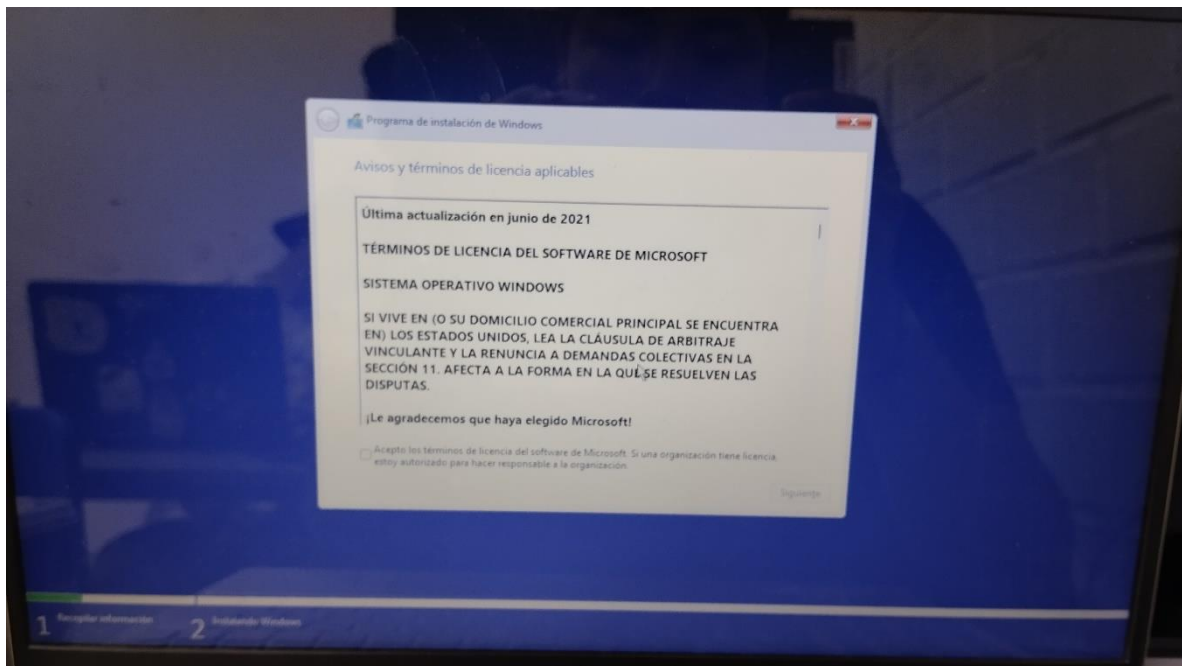 Programa de instalación de Windows
Avisos y términos de licencia aplicables
Última actualización en junio de 2021
TÉRMINOS DE LICENCIA DEL SOFTWARE DE MICROSOFT
SISTEMA OPERATIVO WINDOWS
SI VIVE EN (O SU DOMICILIO COMERCIAL PRINCIPAL SE ENCUENTRA
EN) LOS ESTADOS UNIDOS, LEA LA CLÁUSULA DE ARBITRAJE
VINCULANTE Y LA RENUNCIA A DEMANDAS COLECTIVAS EN LA
SECCIÓN 11. AFECTA A LA FORMA EN LA QUE SE RESUELVEN LAS
DISPUTAS.
¡Le agradecemos que haya elegido Microsoft!
Acepto los términos de licencia del software de Microsoft. Si una organización tiene licencia,
estoy autorizado para hacer responsable a la organización.
Siguiente
1 Recopilar información
2 Instalando Windows